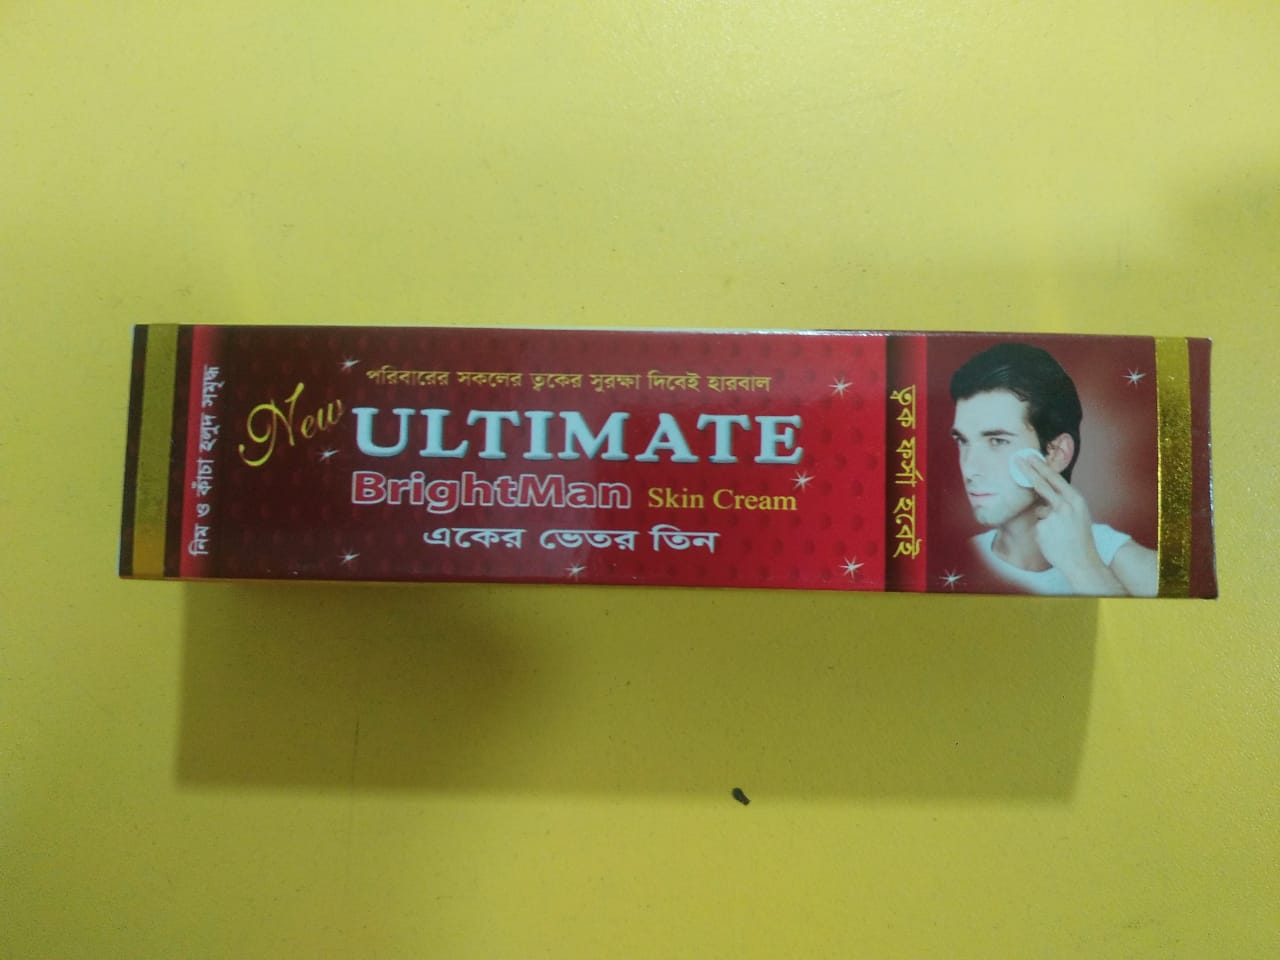 নিম ও কাঁচা হলুদ সমৃদ্ধ
New
পরিবারের সকলের ত্বকের সুরক্ষা দিবেই হারবাল
ULTIMATE
BrightMan Skin Cream
একের ভেতর তিন
ত্বক ফর্সা হবেই